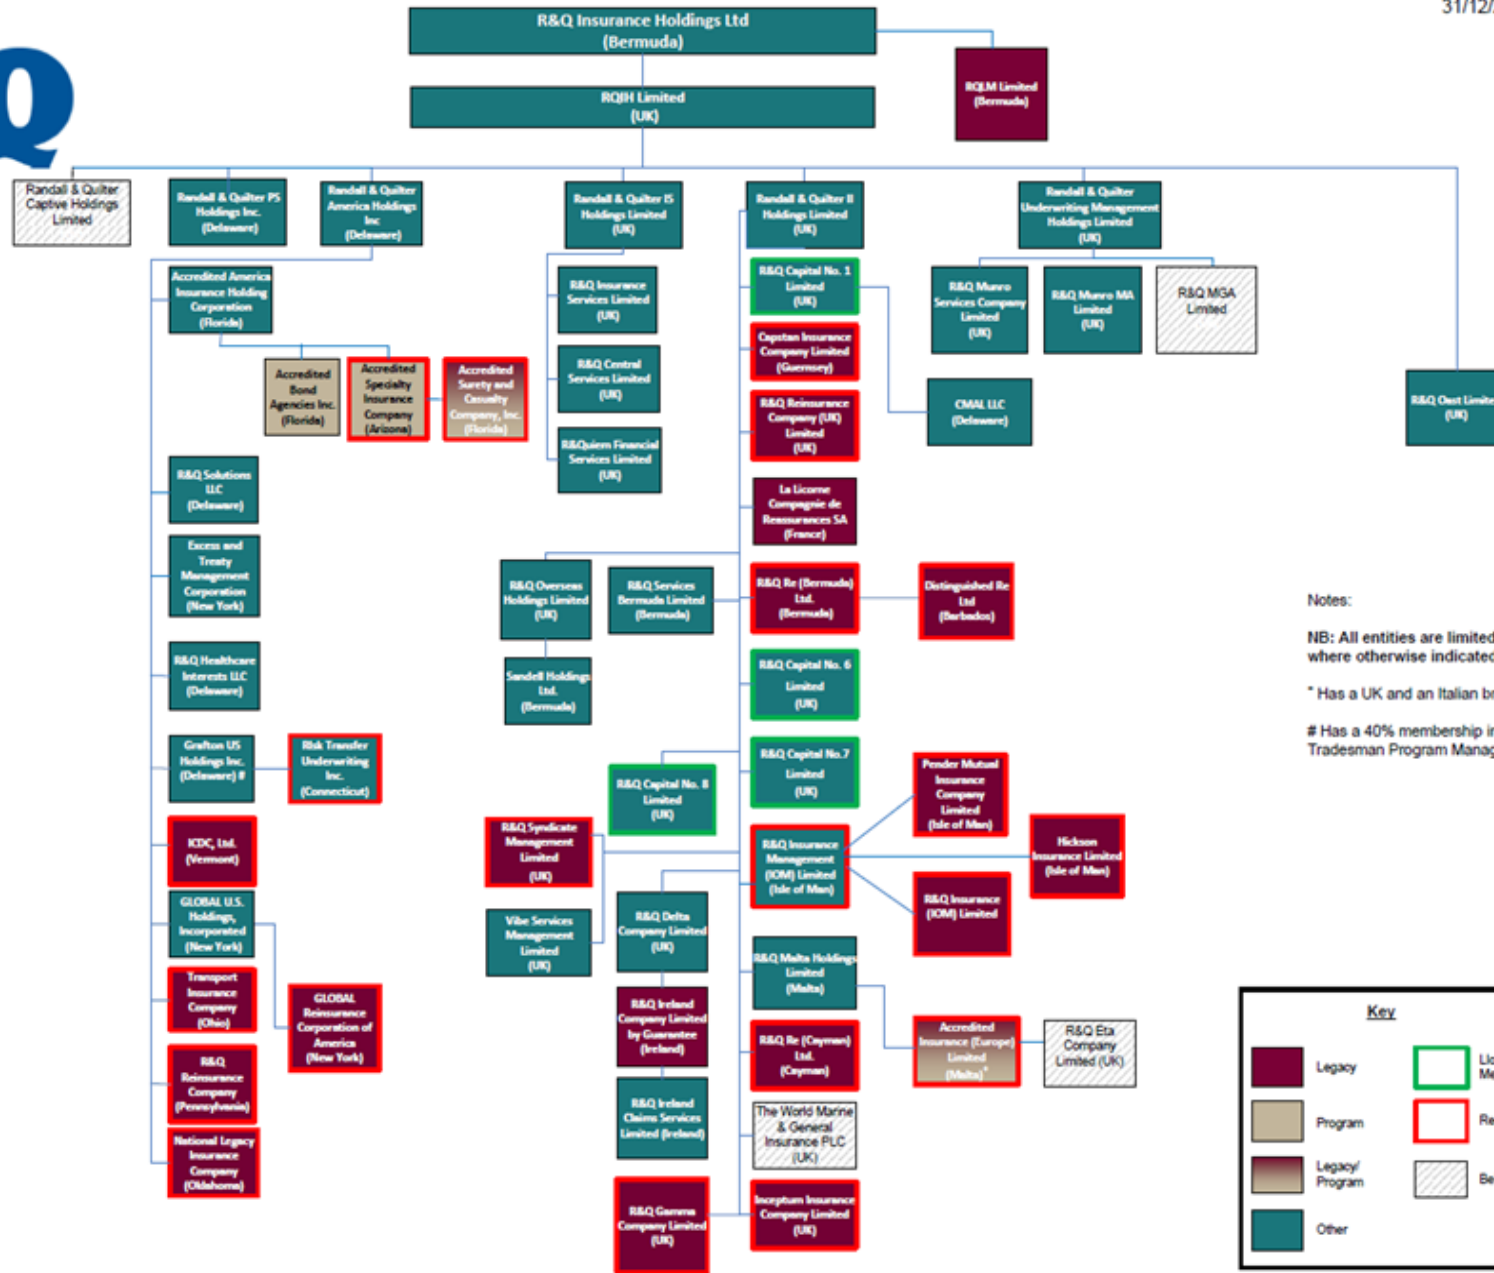 31/12/
Q
R&Q Insurance Holdings Ltd
(Bermuda)
RQLM Limited
(Bermuda)
RQIH Limited
(UK)
Randall & Quilter
Captive Holdings
Limited
Randall & Quilter PS
Holdings Inc.
(Delaware)
Randall & Quilter
America Holdings
Inc
(Delaware)
Randall & Quilter IS
Holdings Limited
(UK)
Randall & Quilter II
Holdings Limited
(UK)
Randall & Quilter
Underwriting Management
Holdings Limited
(UK)
Accredited America
Insurance Holding
Corporation
(Florida)
R&Q Insurance
Services Limited
(UK)
R&Q Capital No. 1
Limited
(UK)
R&Q Munro
Services Company
Limited
(UK)
R&Q Munro MA
Limited
(UK)
R&Q MGA
Limited
Accredited
Bond
Agencies Inc.
(Florida)
Accredited
Specialty
Insurance
Company
(Arizona)
Accredited
Surety and
Casualty
Company, Inc.
(Florida)
R&Q Central
Services Limited
(UK)
Capstan Insurance
Company Limited
(Guernsey)
CMAL LLC
(Delaware)
R&Q Oast Limite
(UK)
R&Q Reinsurance
Company (UK)
Limited
(UK)
R&Quiem Financial
Services Limited
(UK)
R&Q Solutions
LLC
(Delaware)
La Licorne
Compagnie de
Reassurances SA
(France)
Excess and
Treaty
Management
Corporation
(New York)
R&Q Overseas
Holdings Limited
(UK)
R&Q Services
Bermuda Limited
(Bermuda)
R&Q Re (Bermuda)
Ltd.
(Bermuda)
Distinguished Re
Ltd
(Barbados)
Notes:
NB: All entities are limited
where otherwise indicated
* Has a UK and an Italian br
# Has a 40% membership in
Tradesman Program Manag
R&Q Healthcare
Interests LLC
(Delaware)
Sandell Holdings
Ltd.
(Bermuda)
R&Q Capital No. 6
Limited
(UK)
Grafton US
Holdings Inc.
(Delaware) #
Risk Transfer
Underwriting
Inc.
(Connecticut)
R&Q Capital No. 8
Limited
(UK)
R&Q Capital No.7
Limited
(UK)
Pender Mutual
Insurance
Company
Limited
(Isle of Man)
ICDC, Ltd.
(Vermont)
R&Q Syndicate
Management
Limited
(UK)
R&Q Insurance
Management
(IOM) Limited
(Isle of Man)
Hickson
Insurance Limited
(Isle of Man)
R&Q Insurance
(IOM) Limited
GLOBAL U.S.
Holdings,
Incorporated
(New York)
Vibe Services
Management
Limited
(UK)
R&Q Delta
Company Limited
(UK)
R&Q Malta Holdings
Limited
(Malta)
Transport
Insurance
Company
(Ohio)
GLOBAL
Reinsurance
Corporation of
America
(New York)
R&Q Ireland
Company Limited
by Guarantee
(Ireland)
R&Q Re (Cayman)
Ltd.
(Cayman)
Accredited
Insurance (Europe)
Limited
(Malta)*
R&Q Eta
Company
Limited (UK)
R&Q
Reinsurance
Company
(Pennsylvania)
R&Q Ireland
Claims Services
Limited (Ireland)
The World Marine
& General
Insurance PLC
(UK)
National Legacy
Insurance
Company
(Oklahoma)
R&Q Gamma
Company Limited
(UK)
Inceptum Insurance
Company Limited
(UK)
Key
Legacy
Llo
Me
Program
Re
Legacy/
Program
Be
Other